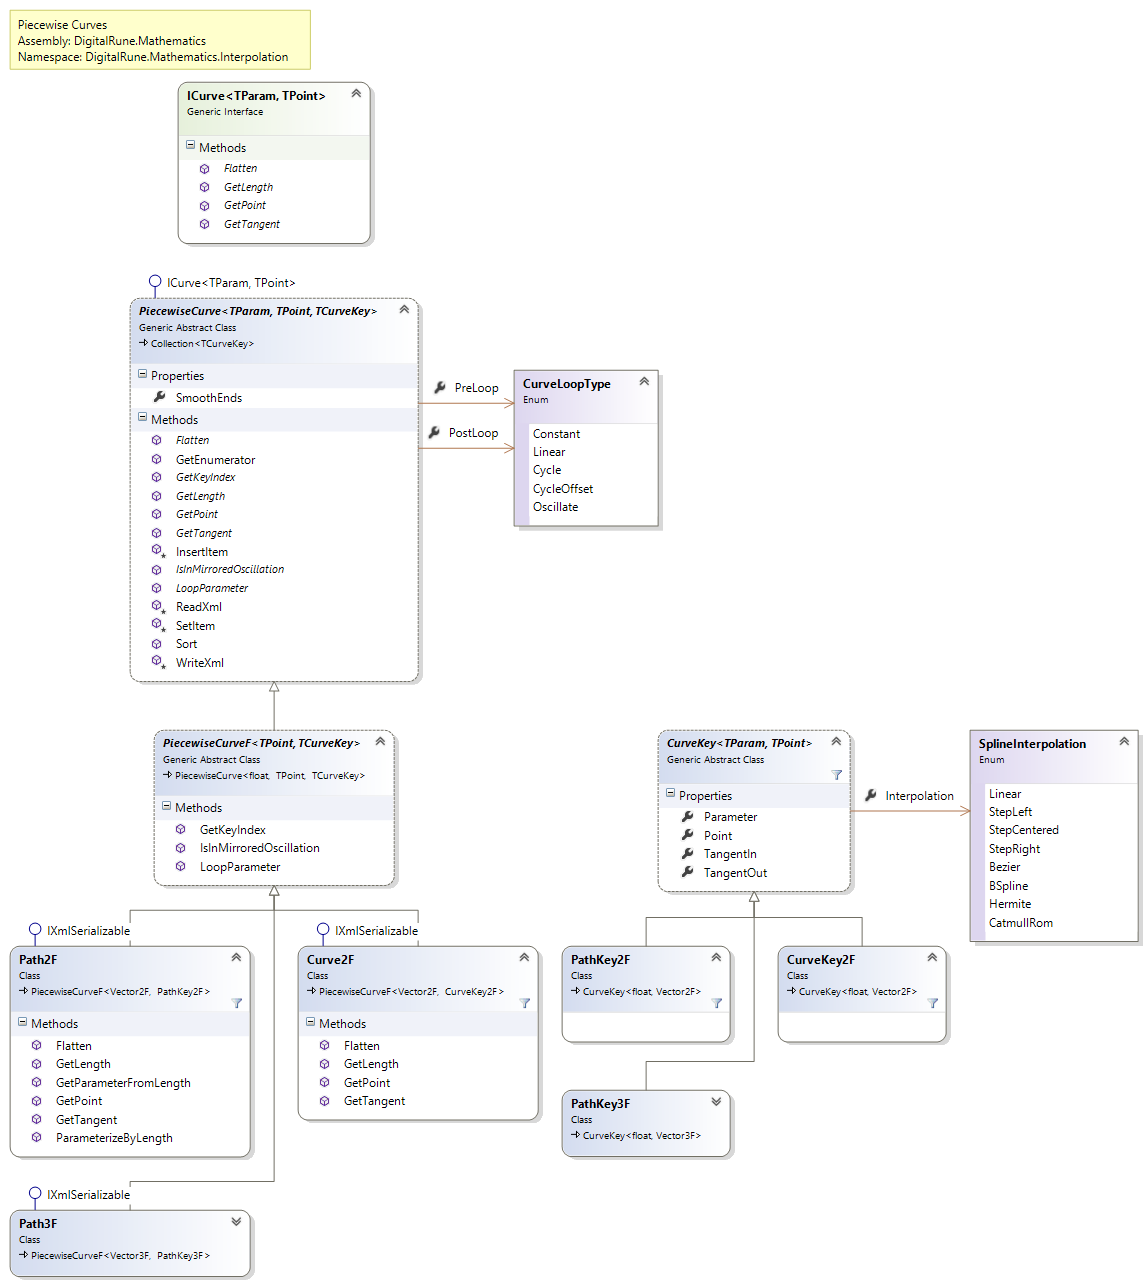 Piecewise Curves
Assembly: DigitalRune.Mathematics
Namespace: DigitalRune.Mathematics.Interpolation
ICurve<TParam, TPoint>
Generic Interface
Methods
Flatten
GetLength
GetPoint
GetTangent
ICurve<TParam, TPoint>
PiecewiseCurve<TParam, TPoint, TCurveKey>
Generic Abstract Class
Collection<TCurveKey>
Properties
SmoothEnds
Methods
Flatten
GetEnumerator
GetKeyIndex
GetLength
GetPoint
GetTangent
InsertItem
IsInMirroredOscillation
LoopParameter
ReadXml
SetItem
Sort
WriteXml
PreLoop
PostLoop
CurveLoopType
Enum
Constant
Linear
Cycle
CycleOffset
Oscillate
PiecewiseCurveF<TPoint, TCurveKey>
Generic Abstract Class
PiecewiseCurve<float, TPoint, TCurveKey>
Methods
GetKeyIndex
IsInMirroredOscillation
LoopParameter
CurveKey<TParam, TPoint>
Generic Abstract Class
Properties
Parameter
Point
TangentIn
TangentOut
Interpolation
SplineInterpolation
Enum
Linear
StepLeft
StepCentered
StepRight
Bezier
BSpline
Hermite
CatmullRom
IXmlSerializable
Path2F
Class
PiecewiseCurveF<Vector2F, PathKey2F>
Methods
Flatten
GetLength
GetParameterFromLength
GetPoint
GetTangent
ParameterizeByLength
IXmlSerializable
Curve2F
Class
PiecewiseCurveF<Vector2F, CurveKey2F>
Methods
Flatten
GetLength
GetPoint
GetTangent
PathKey2F
Class
CurveKey<float, Vector2F>
CurveKey2F
Class
CurveKey<float, Vector2F>
PathKey3F
Class
CurveKey<float, Vector3F>
IXmlSerializable
Path3F
Class
PiecewiseCurveF<Vector3F, PathKey3F>